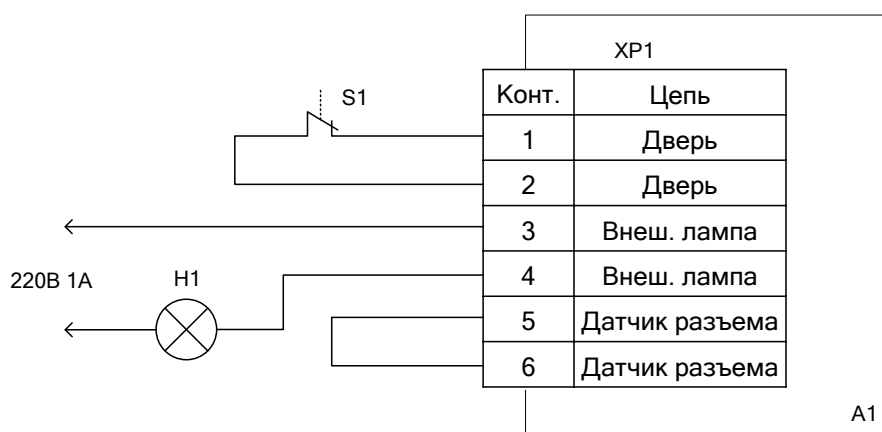 XP1
S1
Конт. Цепь
1 Дверь
2 Дверь
3 Внеш. лампа
220В 1А H1
4 Внеш. лампа
5 Датчик разъема
6 Датчик разъема
A1